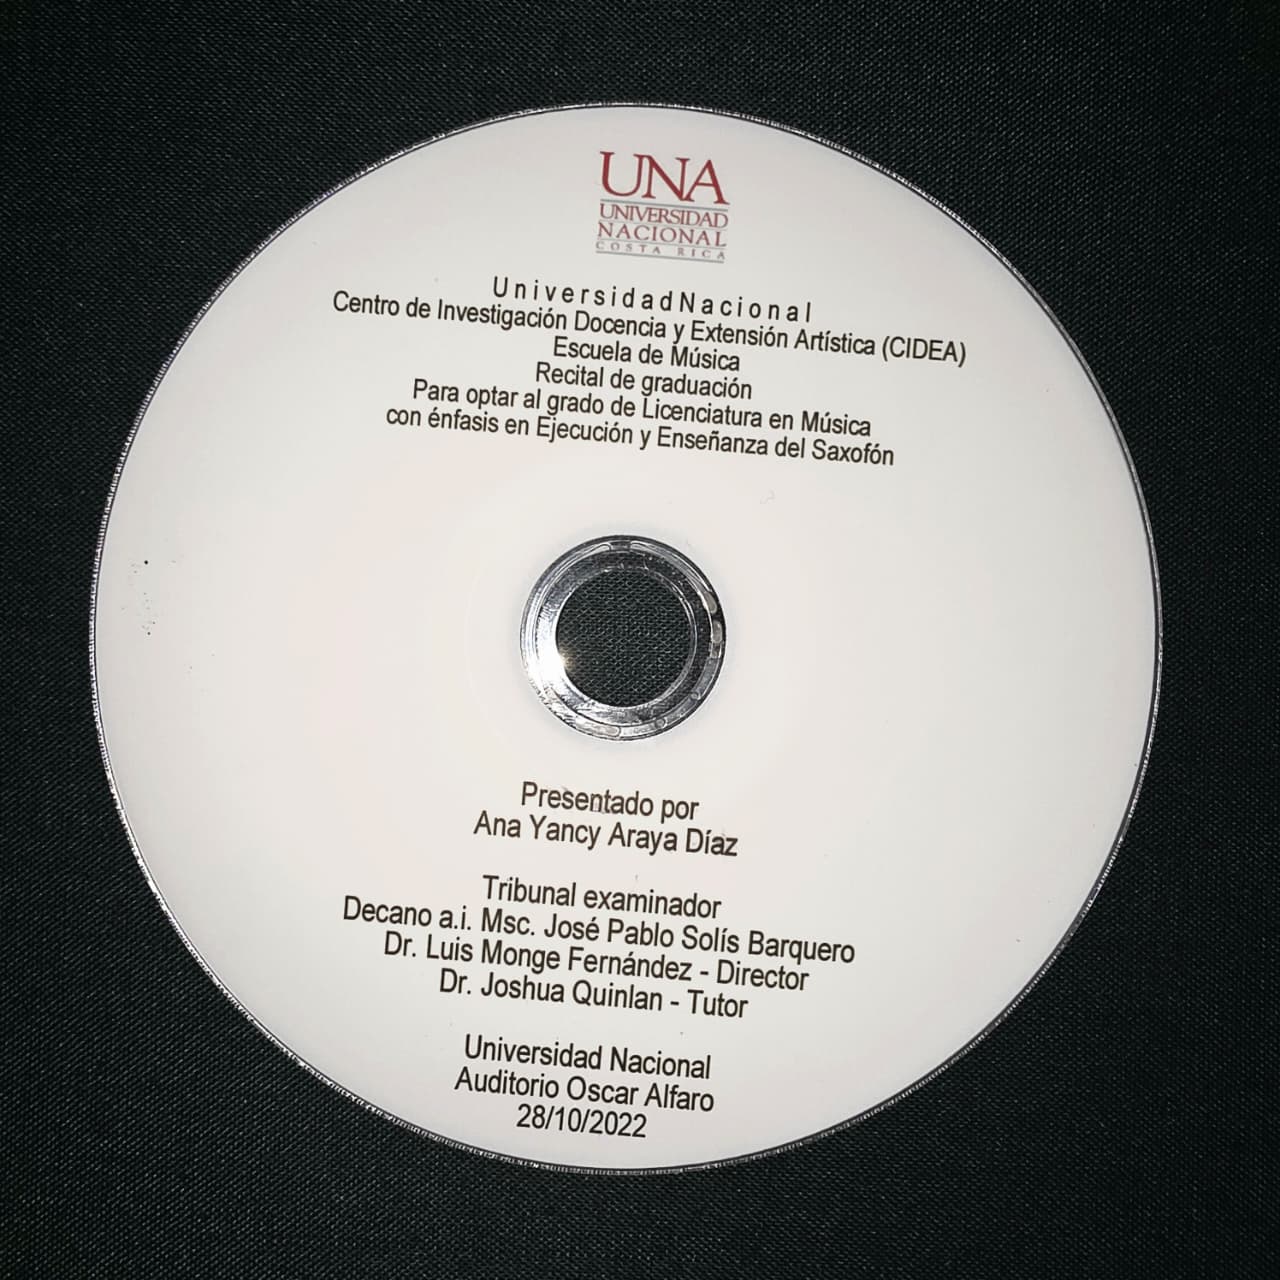 UNA
UNIVERSIDAD
NACIONAL
COSTA RICA
UniversidadNacional
Centro de Investigación Docencia y Extensión Artística (CIDEA)
Escuela de Música
Recital de graduación
Para optar al grado de Licenciatura en Música
con énfasis en Ejecución y Enseñanza del Saxofón
Presentado por
Ana Yancy Araya Díaz
Tribunal examinador
Decano a.i. Msc. José Pablo Solís Barquero
Dr. Luis Monge Fernández - Director
Dr. Joshua Quinlan - Tutor
Universidad Nacional
Auditorio Oscar Alfaro
28/10/2022